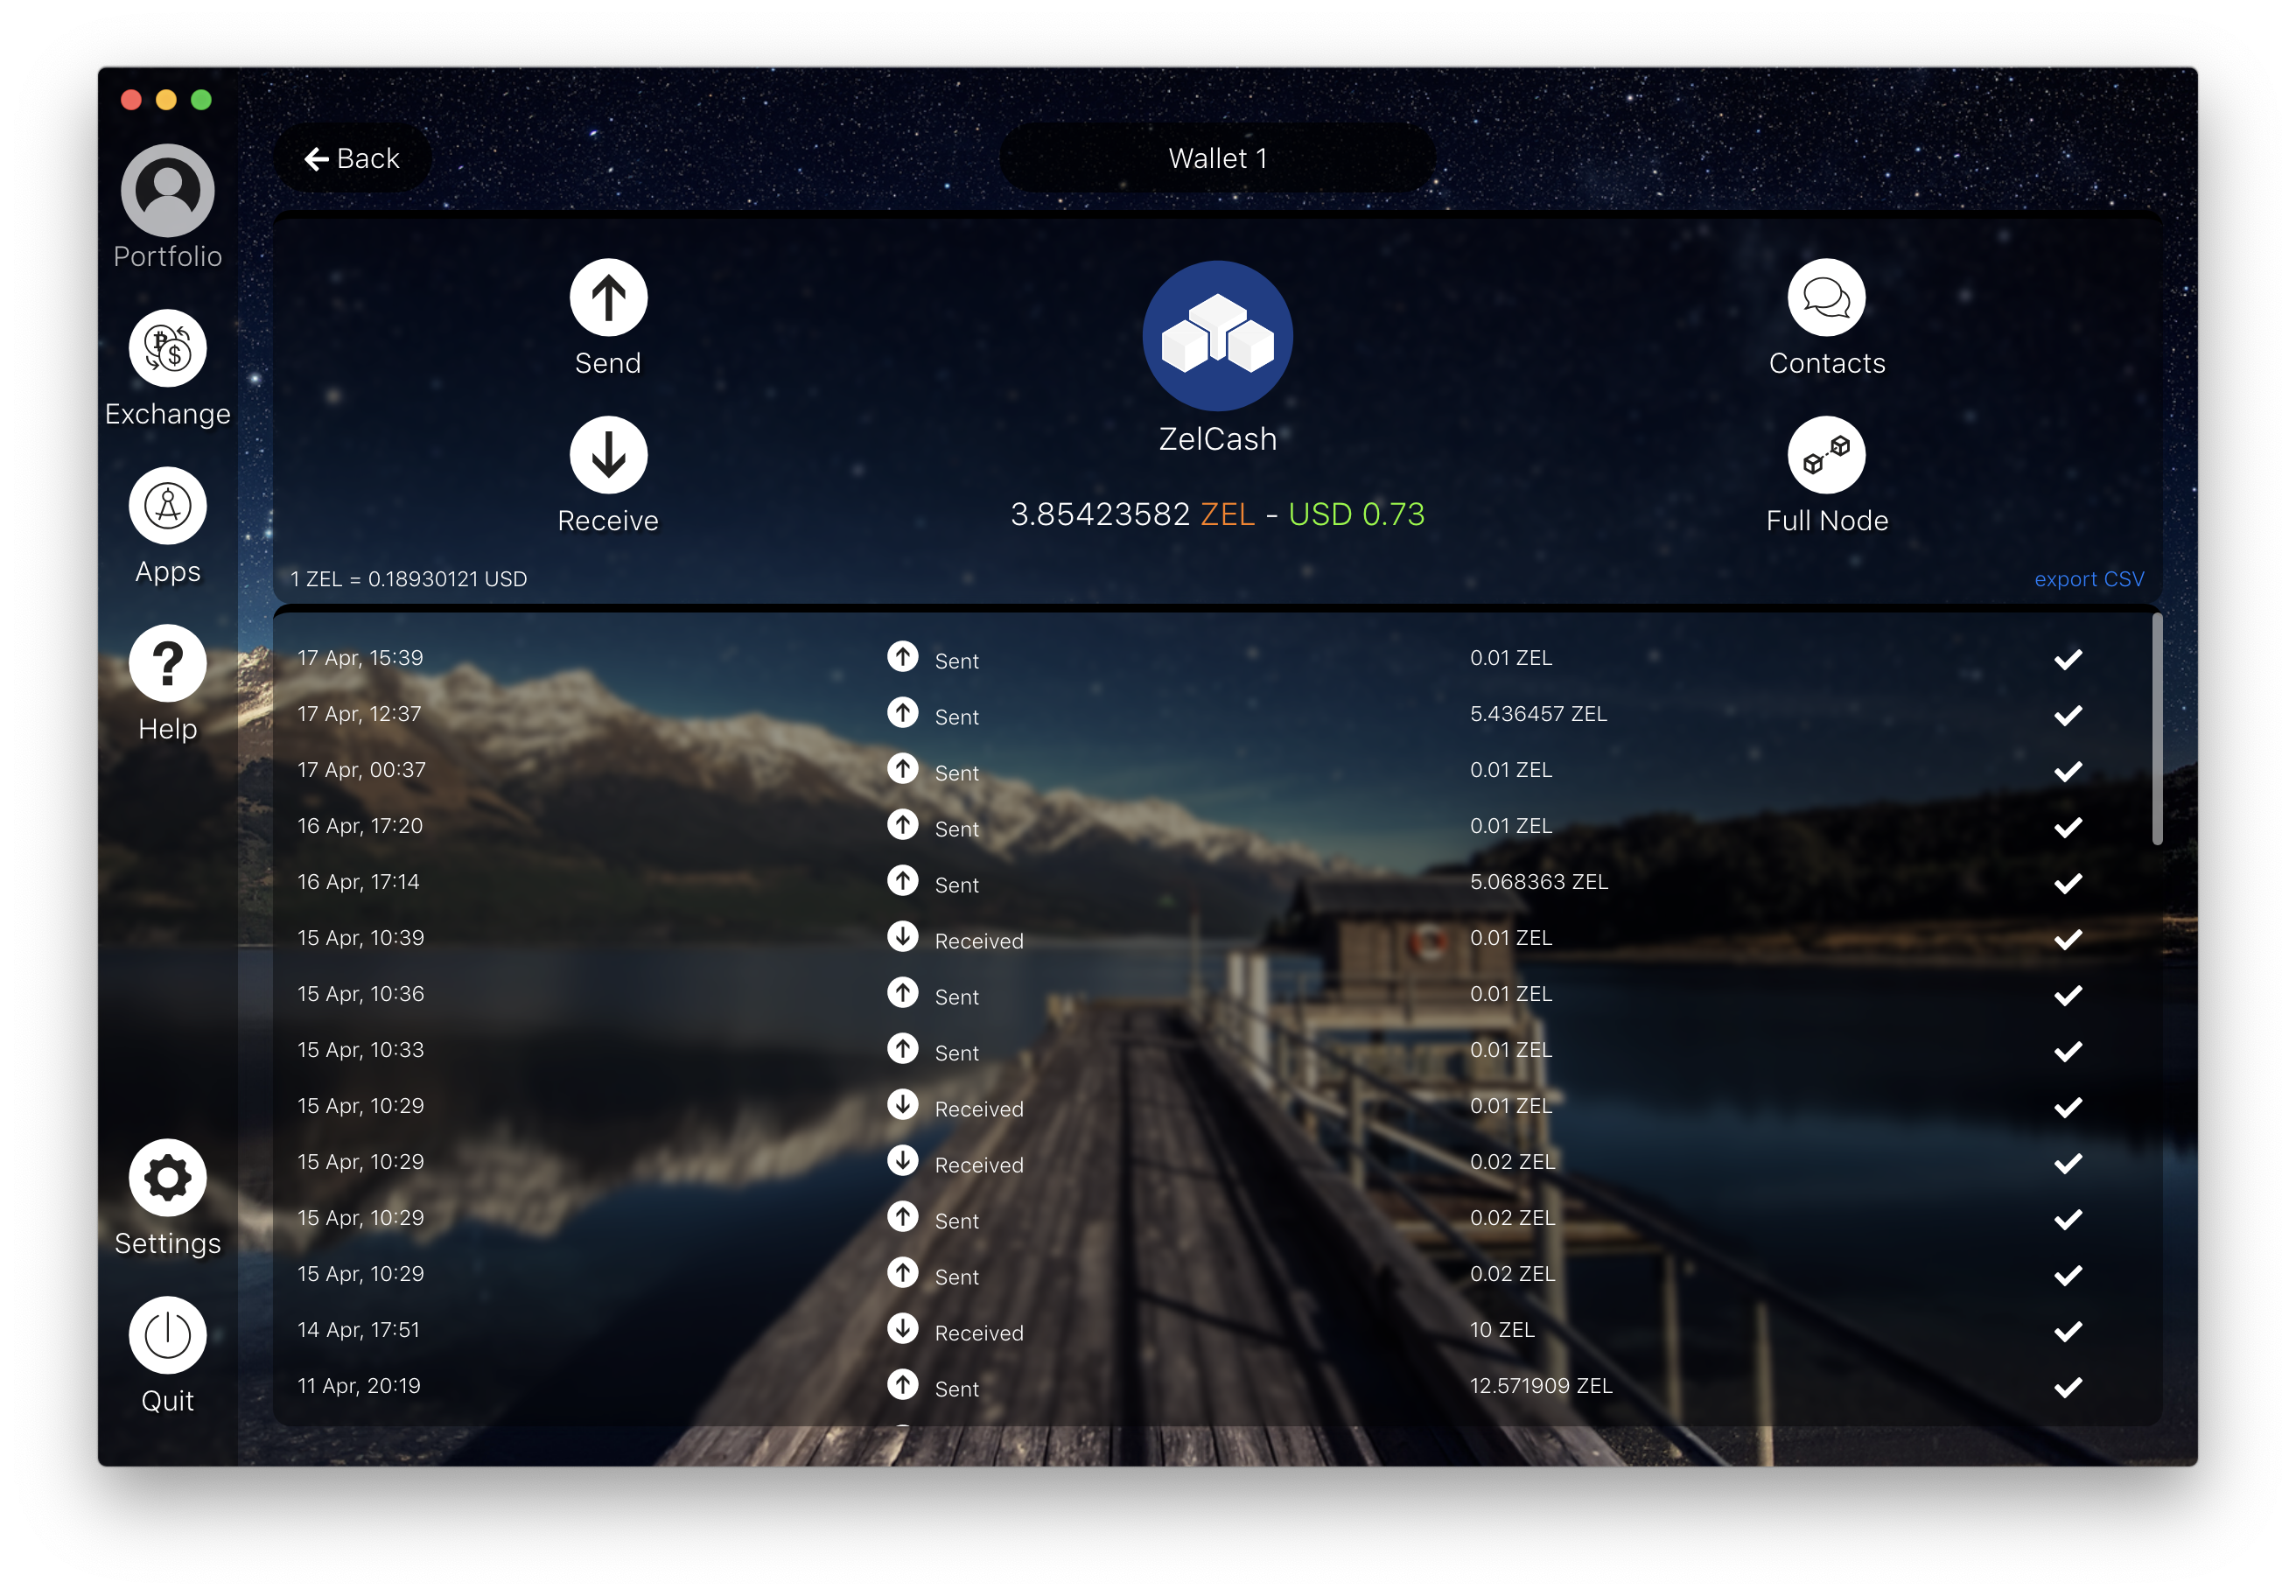 Back
Wallet 1
Portfolio
Exchange
Apps
Help
Settings
Quit
Send
Receive
ZelCash
3.85423582 ZEL - USD 0.73
Contacts
Full Node
1 ZEL = 0.18930121 USD
export CSV
17 Apr, 15:39 Sent 0.01 ZEL
17 Apr, 12:37 Sent 5.436457 ZEL
17 Apr, 00:37 Sent 0.01 ZEL
16 Apr, 17:20 Sent 0.01 ZEL
16 Apr, 17:14 Sent 5.068363 ZEL
15 Apr, 10:39 Received 0.01 ZEL
15 Apr, 10:36 Sent 0.01 ZEL
15 Apr, 10:33 Sent 0.01 ZEL
15 Apr, 10:29 Received 0.01 ZEL
15 Apr, 10:29 Received 0.02 ZEL
15 Apr, 10:29 Sent 0.02 ZEL
15 Apr, 10:29 Sent 0.02 ZEL
14 Apr, 17:51 Received 10 ZEL
11 Apr, 20:19 Sent 12.571909 ZEL